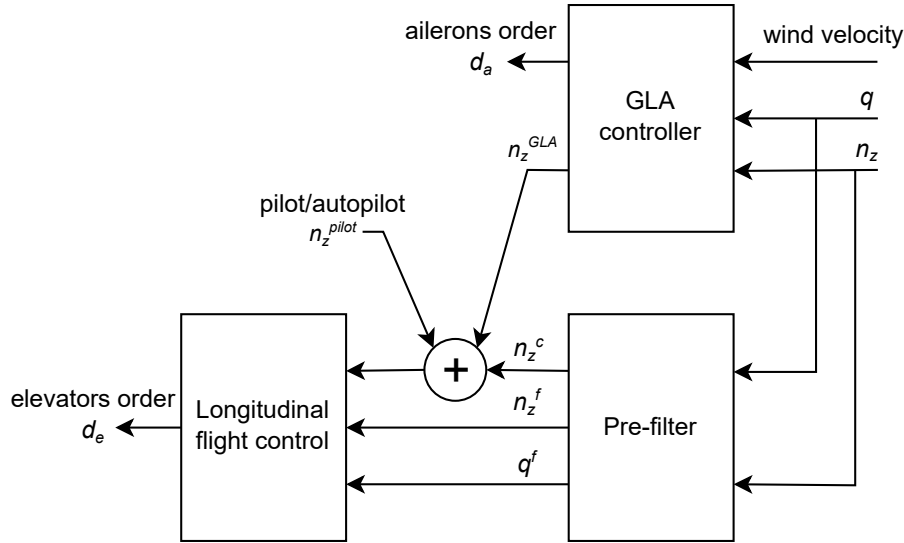 ailerons order
d_a
GLA
controller
wind velocity
q
n_z
n_z^GLA
pilot/autopilot
n_z^pilot
+
n_z^c
n_z^f
q^f
elevators order
d_e
Longitudinal
flight control
Pre-filter